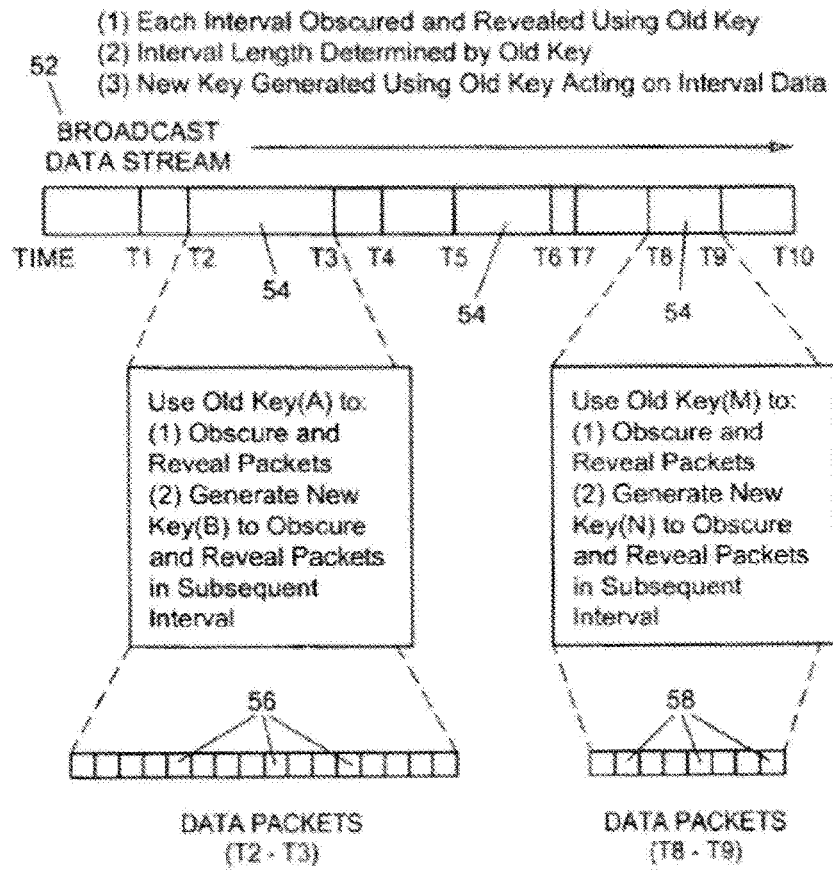 (1) Each Interval Obscured and Revealed Using Old Key
(2) Interval Length Determined by Old Key
(3) New Key Generated Using Old Key Acting on Interval Data
52
BROADCAST
DATA STREAM
TIME T1 T2 T3 T4 T5 T6 T7 T8 T9 T10
54 54 54
Use Old Key(A) to:
(1) Obscure and
Reveal Packets
(2) Generate New
Key(B) to Obscure
and Reveal Packets
in Subsequent
Interval
Use Old Key(M) to:
(1) Obscure and
Reveal Packets
(2) Generate New
Key(N) to Obscure
and Reveal Packets
in Subsequent
Interval
56
58
DATA PACKETS
(T2 - T3)
DATA PACKETS
(T8 - T9)